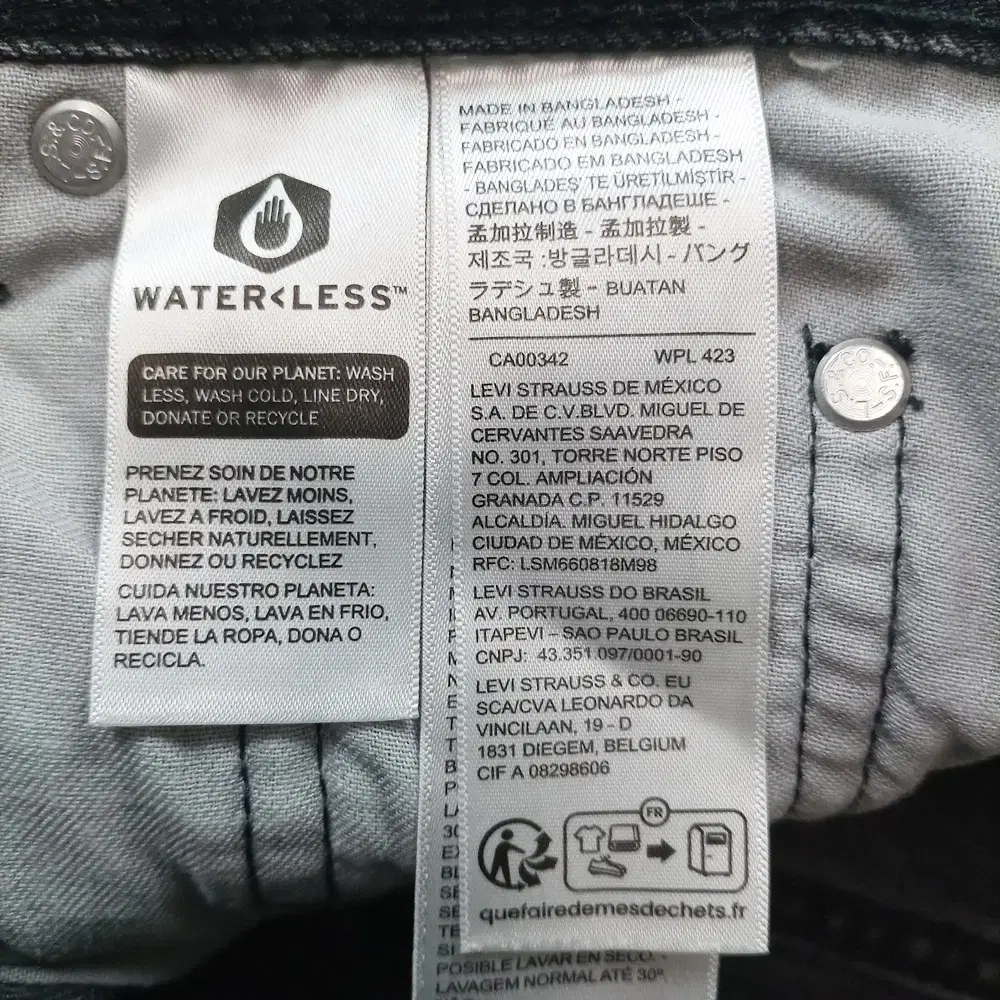 WATER<LESS™
CARE FOR OUR PLANET: WASH
LESS, WASH COLD, LINE DRY,
DONATE OR RECYCLE
PRENEZ SOIN DE NOTRE
PLANETE: LAVEZ MOINS,
LAVEZ A FROID, LAISSEZ
SECHER NATURELLEMENT,
DONNEZ OU RECYCLEZ
CUIDA NUESTRO PLANETA:
LAVA MENOS, LAVA EN FRIO,
TIENDE LA ROPA, DONA O
RECICLA.
MADE IN BANGLADESH -
FABRIQUÉ AU BANGLADESH -
FABRICADO EN BANGLADESH -
FABRICADO EM BANGLADESH
- BANGLADEŞ'TE ÜRETİLMİŞTİR -
СДЕЛАНО В БАНГЛАДЕШЕ -
孟加拉制造 - 孟加拉製 -
제조국 :방글라데시 - バング
ラデシュ製 - BUATAN
BANGLADESH
CA00342 WPL 423
LEVI STRAUSS DE MÉXICO
S.A. DE C.V.BLVD. MIGUEL DE
CERVANTES SAAVEDRA
NO. 301, TORRE NORTE PISO
7 COL. AMPLIACIÓN
GRANADA C.P. 11529
ALCALDÍA. MIGUEL HIDALGO
CIUDAD DE MÉXICO, MÉXICO
RFC: LSM660818M98
LEVI STRAUSS DO BRASIL
AV. PORTUGAL, 400 06690-110
ITAPEVI – SAO PAULO BRASIL
CNPJ: 43.351.097/0001-90
LEVI STRAUSS & CO. EU
SCA/CVA LEONARDO DA
VINCILAAN, 19 - D
1831 DIEGEM, BELGIUM
CIF A 08298606
FR
quefairedemesdechets.fr
POSIBLE LAVAR EN SECO.
LAVAGEM NORMAL ATÉ 30°,
L.S.&CO. S.F.
L.S.&CO. S.F.